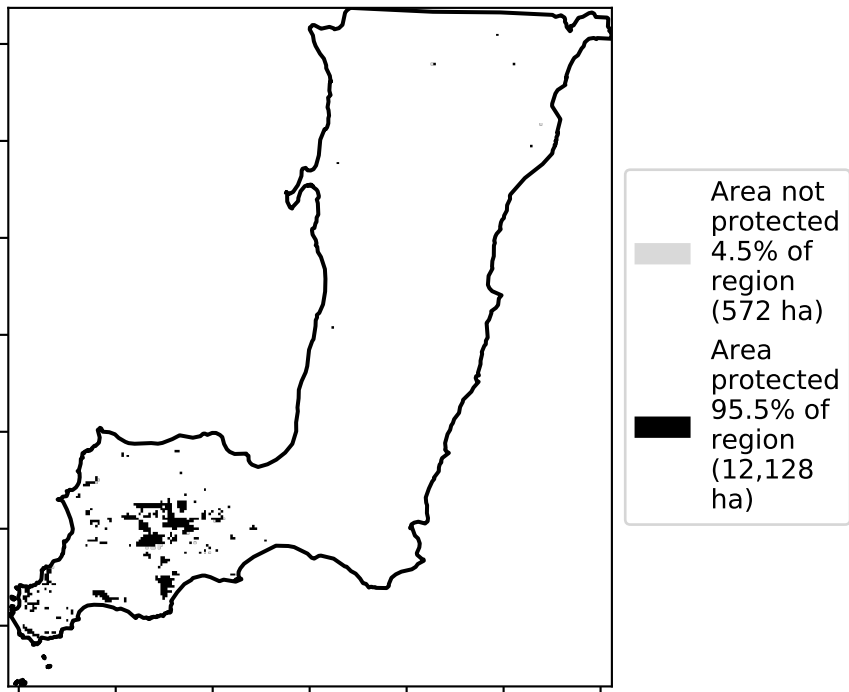 Area not
protected
4.5% of
region
(572 ha)
Area
protected
95.5% of
region
(12,128
ha)